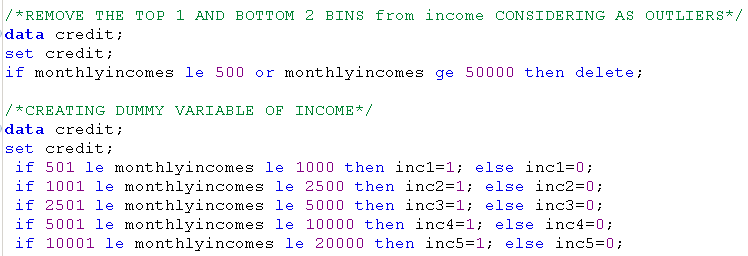 /*REMOVE THE TOP 1 AND BOTTOM 2 BINS from income CONSIDERING AS OUTLIERS*/
data credit;
set credit;
if monthlyincomes le 500 or monthlyincomes ge 50000 then delete;
/*CREATING DUMMY VARIABLE OF INCOME*/
data credit;
set credit;
if 501 le monthlyincomes le 1000 then inc1=1; else inc1=0;
if 1001 le monthlyincomes le 2500 then inc2=1; else inc2=0;
if 2501 le monthlyincomes le 5000 then inc3=1; else inc3=0;
if 5001 le monthlyincomes le 10000 then inc4=1; else inc4=0;
if 10001 le monthlyincomes le 20000 then inc5=1; else inc5=0;